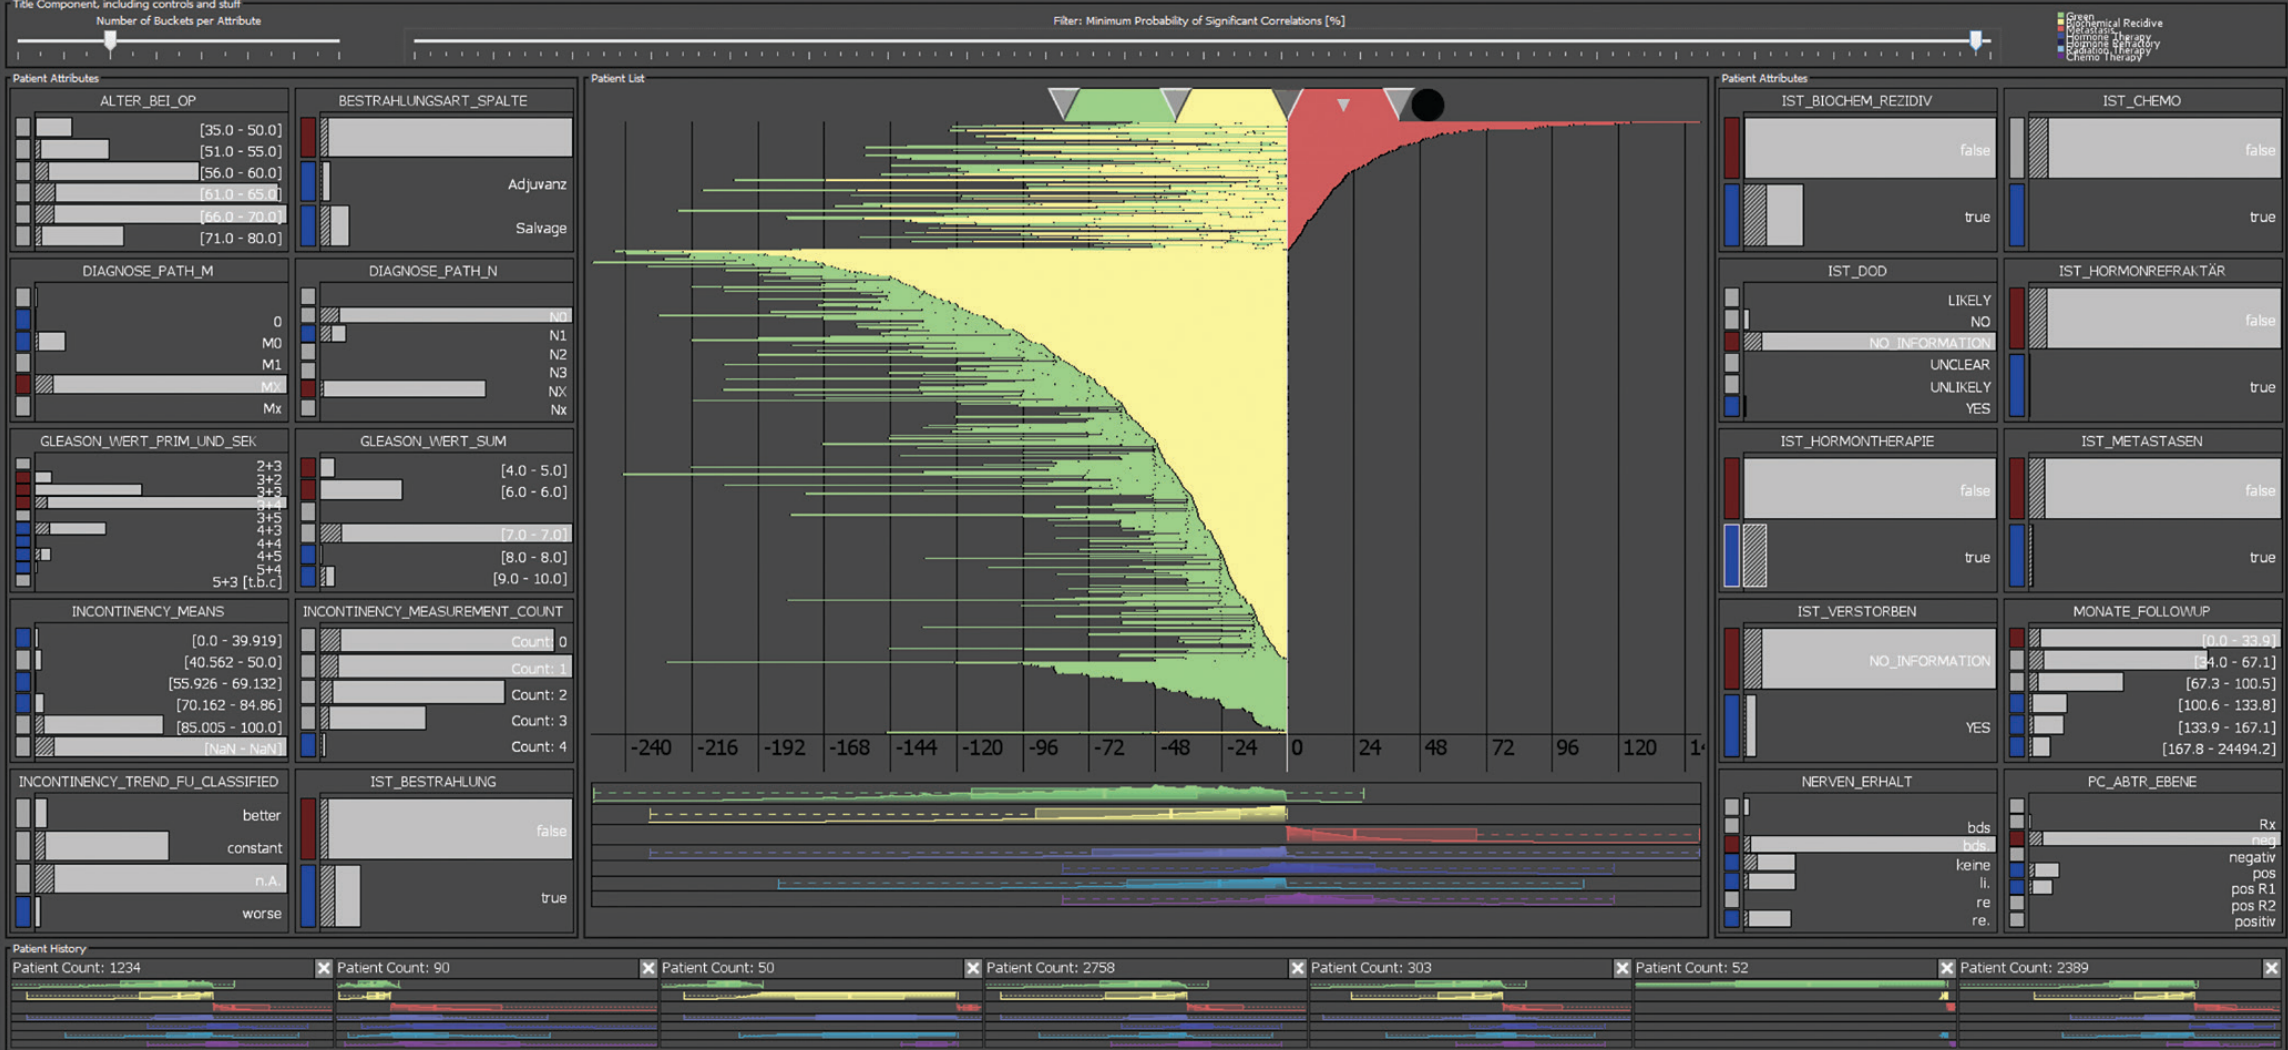 Title Component, including controls and stuff
Number of Buckets per Attribute
Filter: Minimum Probability of Significant Correlations [%]
Green
Biochemical Recidive
Metastasis
Hormone Therapy
Hormone Refractory
Radiation Therapy
Chemo Therapy
Patient Attributes
ALTER_BEI_OP
[35.0 - 50.0]
[51.0 - 55.0]
[56.0 - 60.0]
[61.0 - 65.0]
[66.0 - 70.0]
[71.0 - 80.0]
BESTRAHLUNGSART_SPALTE
Adjuvanz
Salvage
DIAGNOSE_PATH_M
0
M0
M1
MX
Mx
DIAGNOSE_PATH_N
N0
N1
N2
N3
NX
Nx
GLEASON_WERT_PRIM_UND_SEK
2+3
3+2
3+3
3+4
3+5
4+3
4+4
4+5
5+4
5+3 [t.b.c]
GLEASON_WERT_SUM
[4.0 - 5.0]
[6.0 - 6.0]
[7.0 - 7.0]
[8.0 - 8.0]
[9.0 - 10.0]
INCONTINENCY_MEANS
[0.0 - 39.919]
[40.562 - 50.0]
[55.926 - 69.132]
[70.162 - 84.86]
[85.005 - 100.0]
[NaN - NaN]
INCONTINENCY_MEASUREMENT_COUNT
Count: 0
Count: 1
Count: 2
Count: 3
Count: 4
INCONTINENCY_TREND_FU_CLASSIFIED
better
constant
n.A.
worse
IST_BESTRAHLUNG
false
true
Patient List
-240 -216 -192 -168 -144 -120 -96 -72 -48 -24 0 24 48 72 96 120
Patient Attributes
IST_BIOCHEM_REZIDIV
false
true
IST_CHEMO
false
true
IST_DOD
LIKELY
NO
NO_INFORMATION
UNCLEAR
UNLIKELY
YES
IST_HORMONREFRAKTÄR
false
true
IST_HORMONTHERAPIE
false
true
IST_METASTASEN
false
true
IST_VERSTORBEN
NO_INFORMATION
YES
MONATE_FOLLOWUP
[0.0 - 33.9]
[34.0 - 67.1]
[67.3 - 100.5]
[100.6 - 133.8]
[133.9 - 167.1]
[167.8 - 24494.2]
NERVEN_ERHALT
bds
bds.
keine
li.
re
re.
PC_ABTR_EBENE
Rx
neg
negativ
pos
pos R1
pos R2
positiv
Patient History
Patient Count: 1234
Patient Count: 90
Patient Count: 50
Patient Count: 2758
Patient Count: 303
Patient Count: 52
Patient Count: 2389